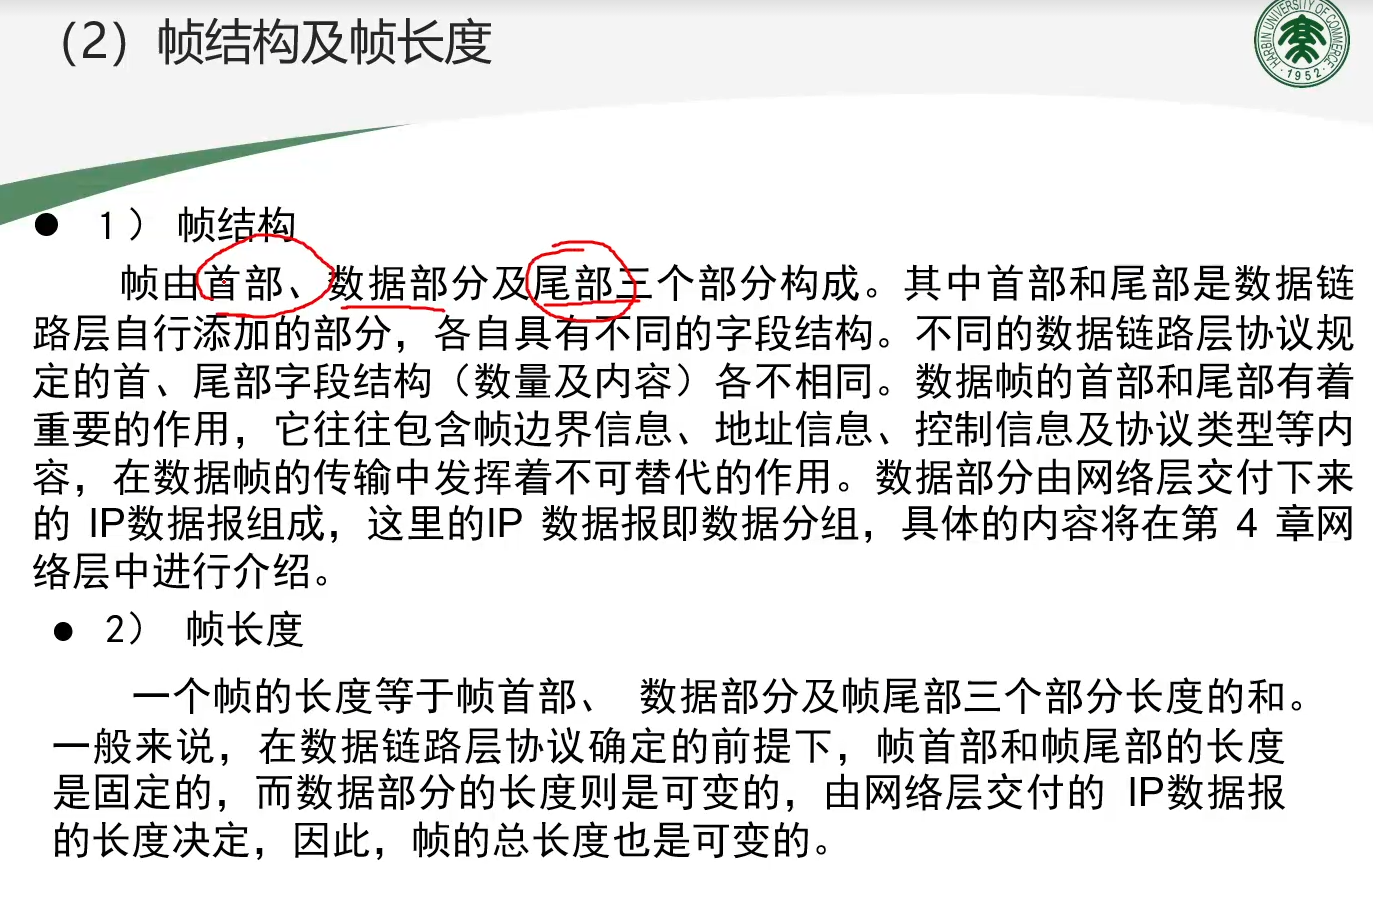 （2）帧结构及帧长度
HARBIN UNIVERSITY OF COMMERCE
·1952·
● 1） 帧结构
帧由首部、数据部分及尾部三个部分构成。其中首部和尾部是数据链
路层自行添加的部分，各自具有不同的字段结构。不同的数据链路层协议规
定的首、尾部字段结构（数量及内容）各不相同。数据帧的首部和尾部有着
重要的作用，它往往包含帧边界信息、地址信息、控制信息及协议类型等内
容，在数据帧的传输中发挥着不可替代的作用。数据部分由网络层交付下来
的 IP数据报组成，这里的IP 数据报即数据分组，具体的内容将在第 4 章网
络层中进行介绍。
● 2） 帧长度
一个帧的长度等于帧首部、 数据部分及帧尾部三个部分长度的和。
一般来说，在数据链路层协议确定的前提下，帧首部和帧尾部的长度
是固定的，而数据部分的长度则是可变的，由网络层交付的 IP数据报
的长度决定，因此，帧的总长度也是可变的。